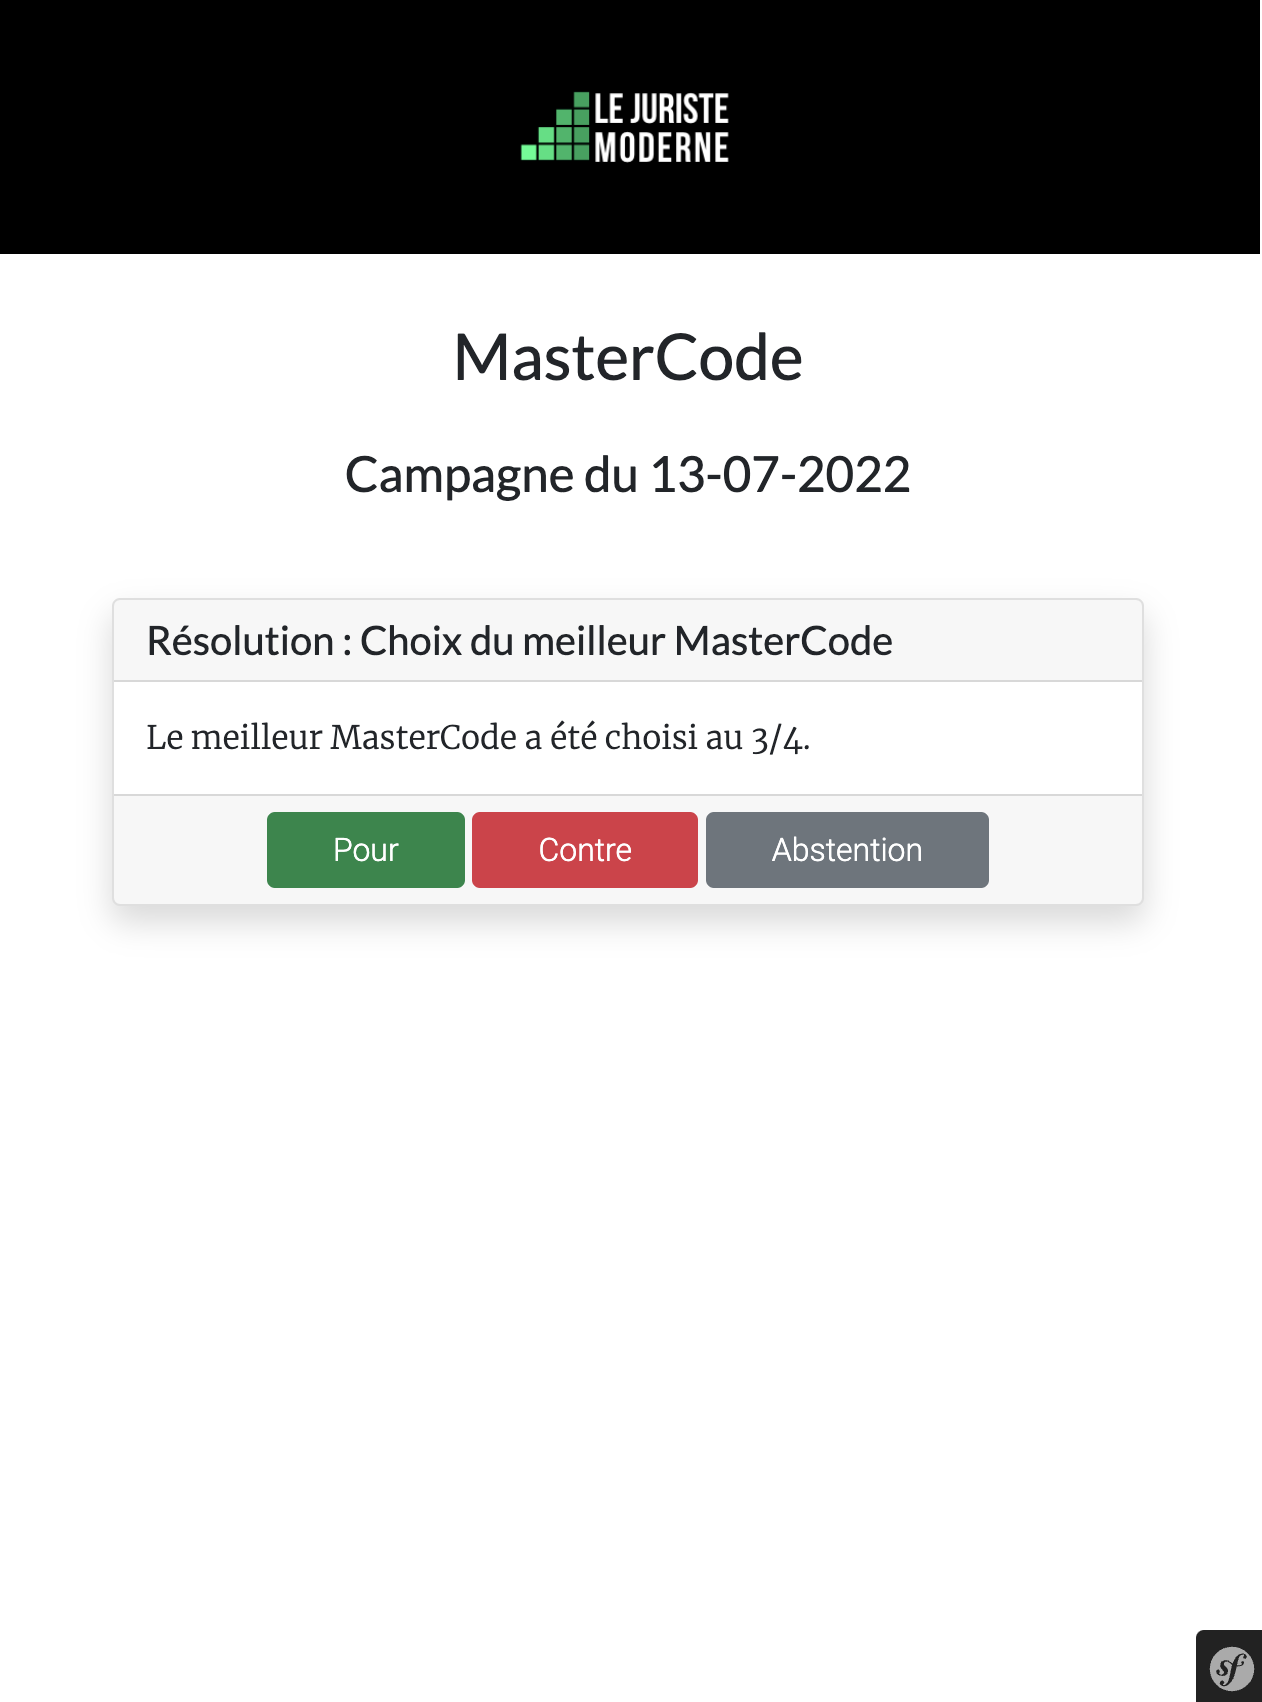 LE JURISTE
MODERNE
MasterCode
Campagne du 13-07-2022
Résolution : Choix du meilleur MasterCode
Le meilleur MasterCode a été choisi au 3/4.
Pour Contre Abstention
sf